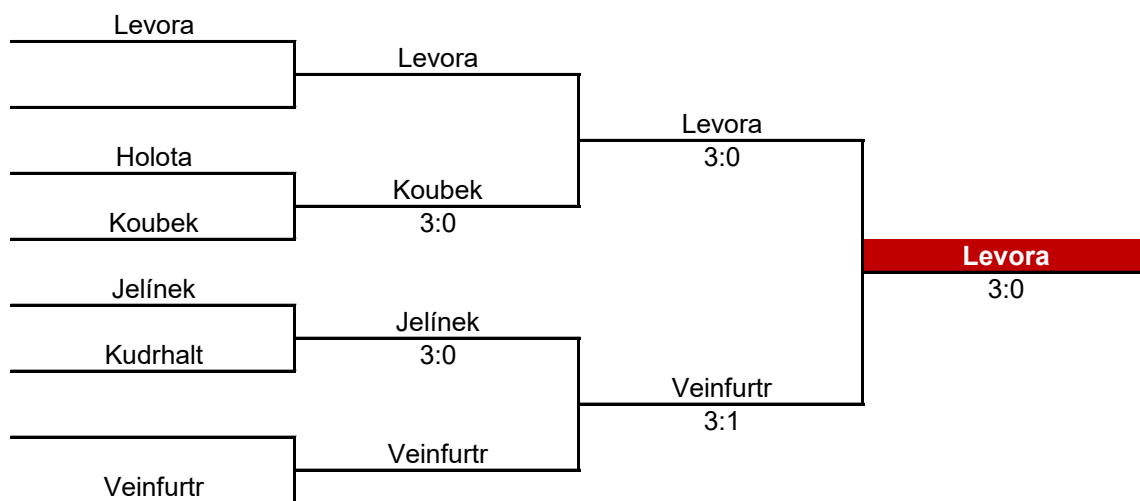 Levora
Levora
Levora
3:0
Holota
Koubek
3:0
Koubek
Levora
3:0
Jelínek
Jelínek
3:0
Kudrhalt
Veinfurtr
3:1
Veinfurtr
Veinfurtr